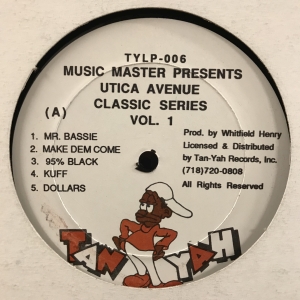 TYLP-006
MUSIC MASTER PRESENTS
UTICA AVENUE
CLASSIC SERIES
VOL. 1
(A)
1. MR. BASSIE
2. MAKE DEM COME
3. 95% BLACK
4. KUFF
5. DOLLARS
Prod. by Whitfield Henry
Licensed & Distributed
by Tan-Yah Records, Inc.
(718)720-0808
All Rights Reserved
TAN YAH